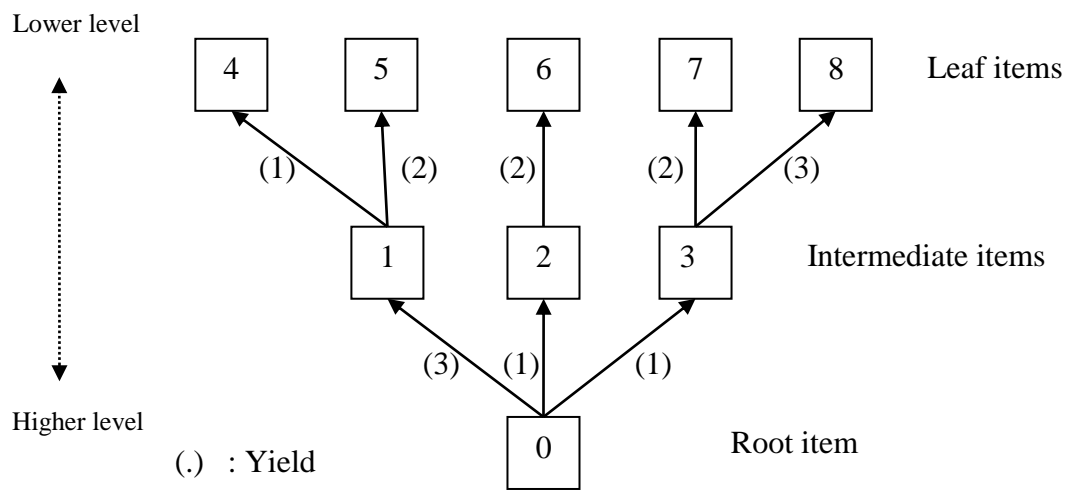 Lower level
4 5 6 7 8 Leaf items
(1) (2) (2) (2) (3)
1 2 3 Intermediate items
(3) (1) (1)
Higher level
0 Root item
(.) : Yield